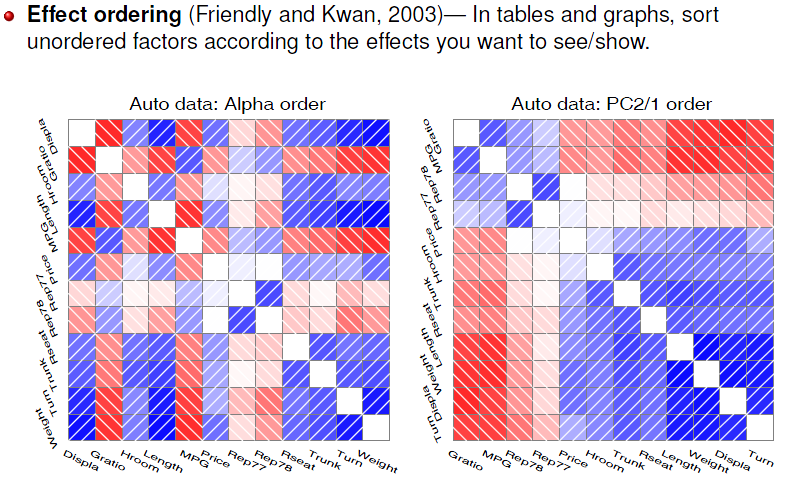 Effect ordering (Friendly and Kwan, 2003)— In tables and graphs, sort
unordered factors according to the effects you want to see/show.
Auto data: Alpha order
Displa
Gratio
Hroom
Length
MPG
Price
Rep77
Rep78
Rseat
Trunk
Turn
Weight
Displa
Gratio
Hroom
Length
MPG
Price
Rep77
Rep78
Rseat
Trunk
Turn
Weight
Auto data: PC2/1 order
Gratio
MPG
Rep78
Rep77
Price
Hroom
Trunk
Rseat
Length
Weight
Displa
Turn
Gratio
MPG
Rep78
Rep77
Price
Hroom
Trunk
Rseat
Length
Weight
Displa
Turn